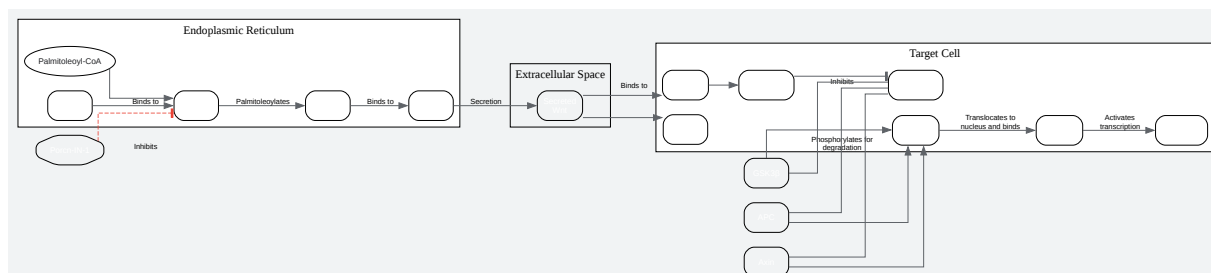 Endoplasmic Reticulum
Palmitoleoyl-CoA
Binds to
Palmitoleoylates
Binds to
Secretion
Inhibits
Extracellular Space
Binds to
Target Cell
Inhibits
Phosphorylates for
degradation
Translocates to
nucleus and binds
Activates
transcription